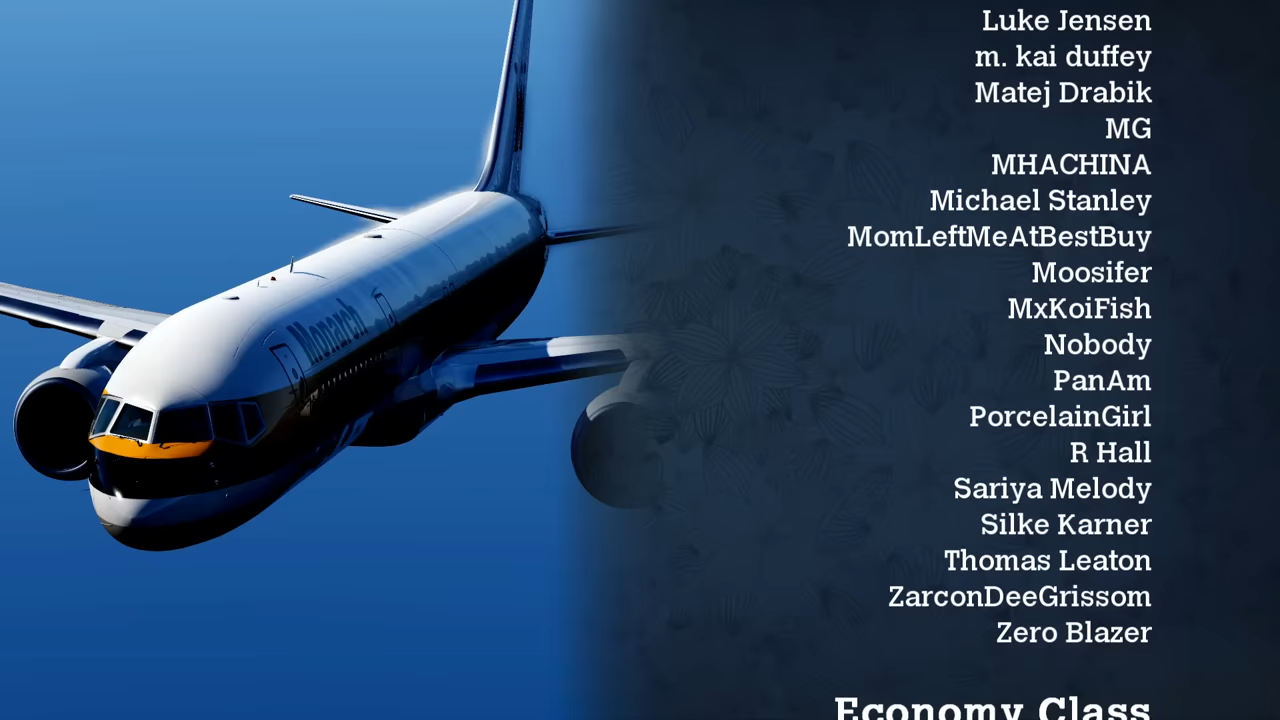 Monarch
Luke Jensen
m. kai duffey
Matej Drabik
MG
MHACHINA
Michael Stanley
MomLeftMeAtBestBuy
Moosifer
MxKoiFish
Nobody
PanAm
PorcelainGirl
R Hall
Sariya Melody
Silke Karner
Thomas Leaton
ZarconDeeGrissom
Zero Blazer
Economy Class